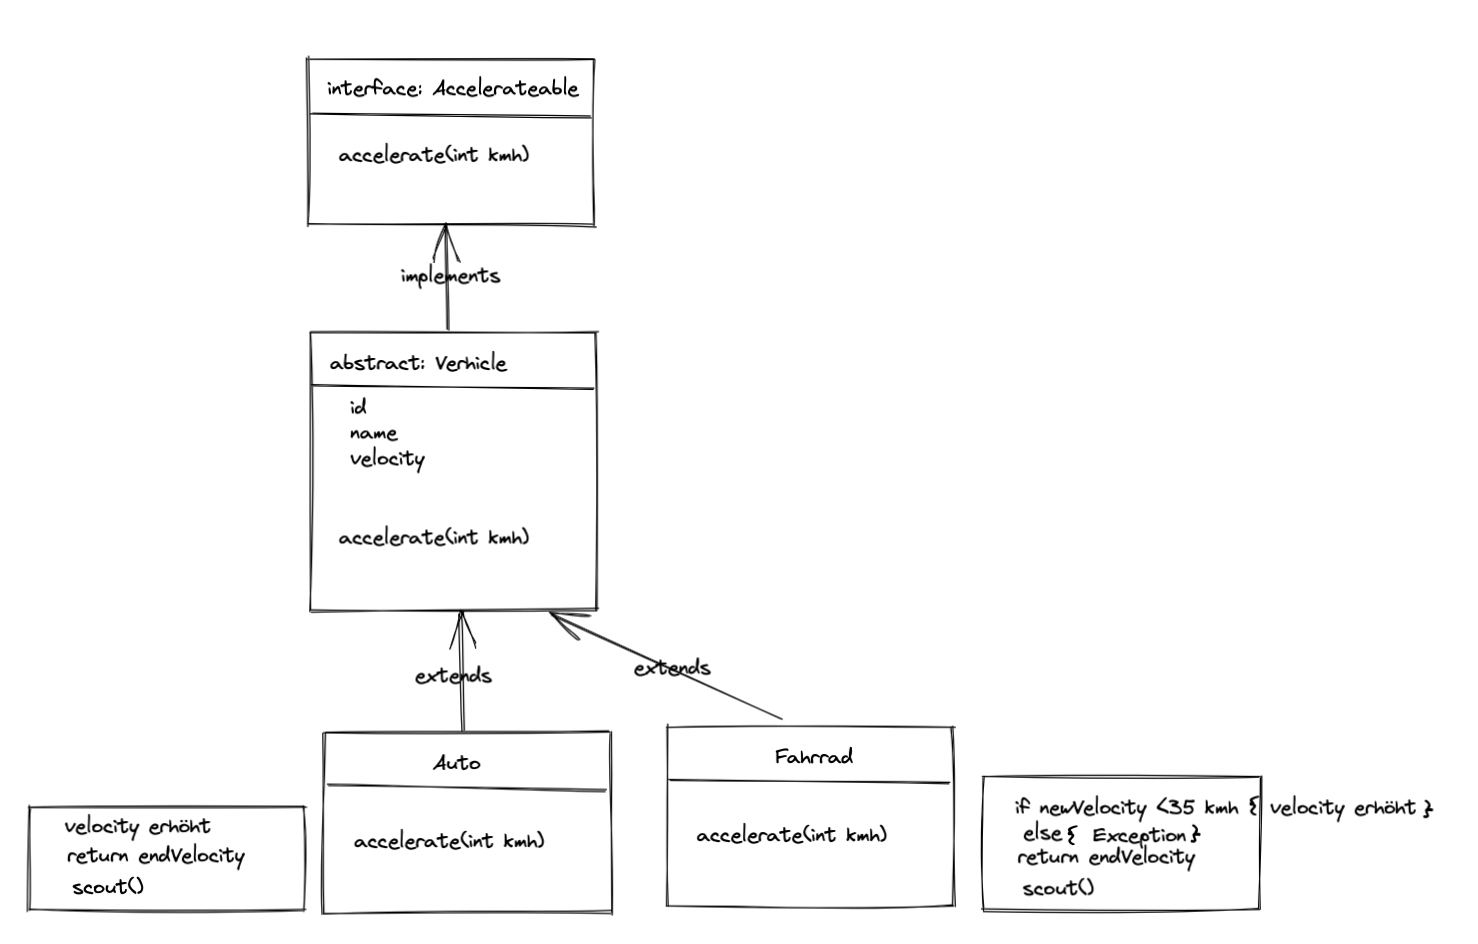 interface: Accelerateable
accelerate(int kmh)
implements
abstract: Verhicle
id
name
velocity
accelerate(int kmh)
extends
extends
Auto
accelerate(int kmh)
velocity erhöht
return endVelocity
scout()
Fahrrad
accelerate(int kmh)
if newVelocity <35 kmh { velocity erhöht }
else{ Exception}
return endVelocity
scout()